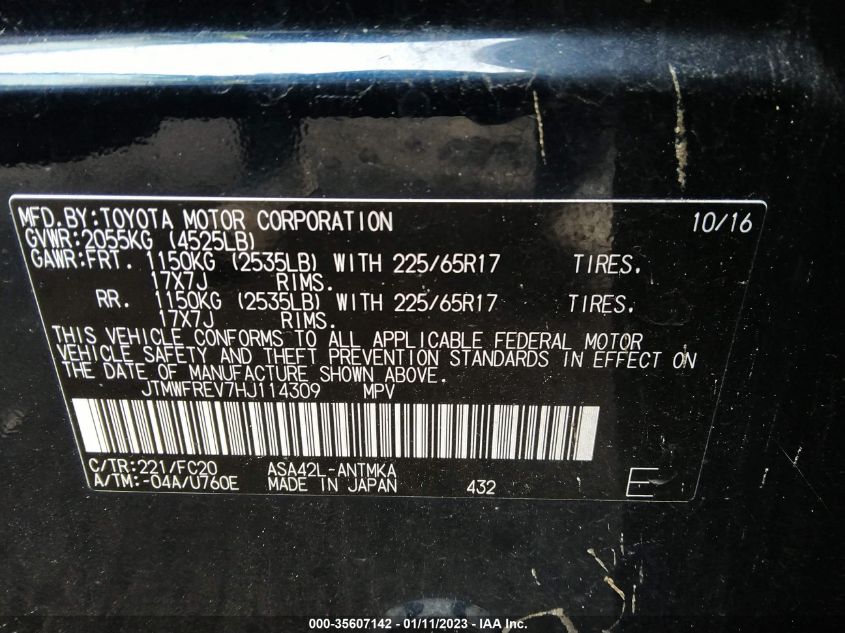 MFD.BY:TOYOTA MOTOR CORPORATION 10/16
GVWR:2055KG (4525LB)
GAWR:FRT. 1150KG (2535LB) WITH 225/65R17 TIRES.
17X7J RIMS.
RR. 1150KG (2535LB) WITH 225/65R17 TIRES.
17X7J RIMS.
THIS VEHICLE CONFORMS TO ALL APPLICABLE FEDERAL MOTOR
VEHICLE SAFETY AND THEFT PREVENTION STANDARDS IN EFFECT ON
THE DATE OF MANUFACTURE SHOWN ABOVE.
JTMWFREV7HJ114309 MPV
C/TR:221/FC20 ASA42L-ANTMKA
A/TM:-04A/U760E MADE IN JAPAN 432 E
000-35607142 - 01/11/2023 - IAA Inc.